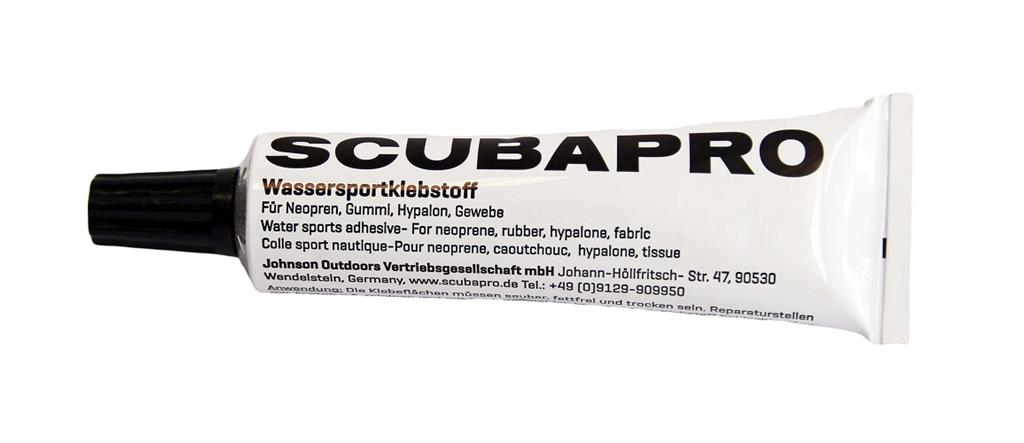 SCUBAPRO
Wassersportklebstoff
Für Neopren, Gummi, Hypalon, Gewebe
Water sports adhesive- For neoprene, rubber, hypalone, fabric
Colle sport nautique-Pour neoprene, caoutchouc, hypalone, tissue
Johnson Outdoors Vertriebsgesellschaft mbH Johann-Höllfritsch- Str. 47, 90530
Wendelstein, Germany, www.scubapro.de Tel.: +49 (0)9129-909950
Anwendung: Die Klebeflächen müssen sauber, fettfrei und trocken sein. Reparaturstellen